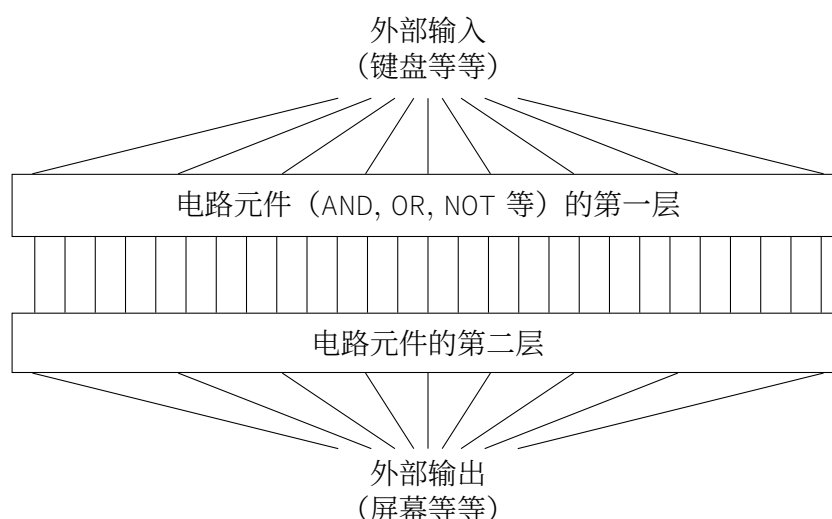 外部输入
（键盘等等）
电路元件（AND, OR, NOT 等）的第一层
电路元件的第二层
外部输出
（屏幕等等）